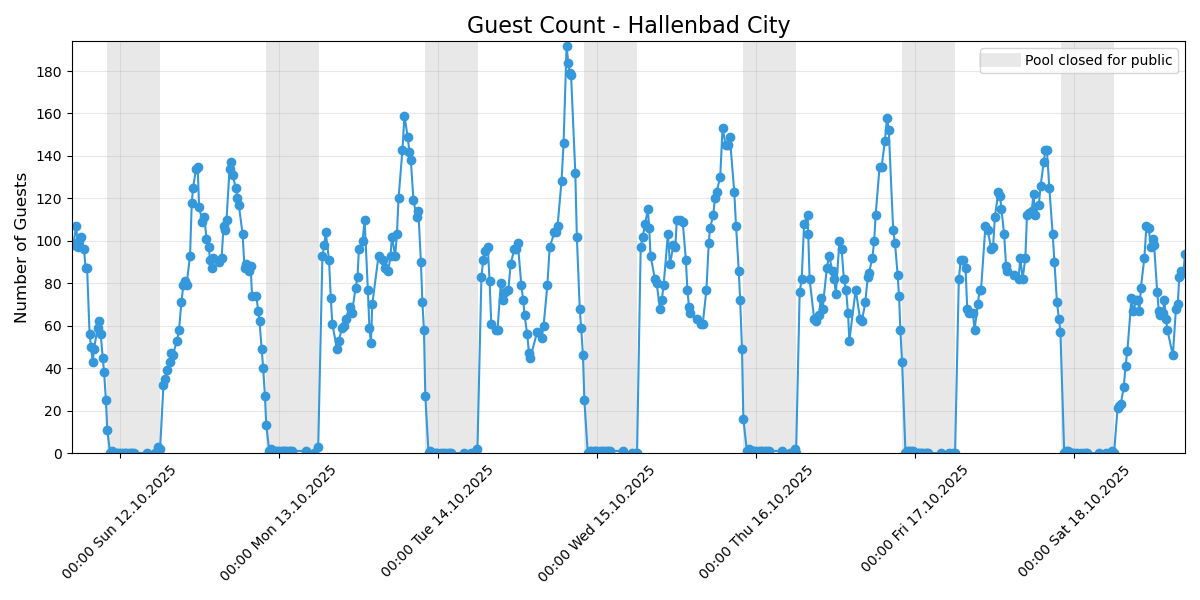 Guest Count - Hallenbad City
Pool closed for public
Number of Guests
180
160
140
120
100
80
60
40
20
0
00:00 Sun 12.10.2025
00:00 Mon 13.10.2025
00:00 Tue 14.10.2025
00:00 Wed 15.10.2025
00:00 Thu 16.10.2025
00:00 Fri 17.10.2025
00:00 Sat 18.10.2025